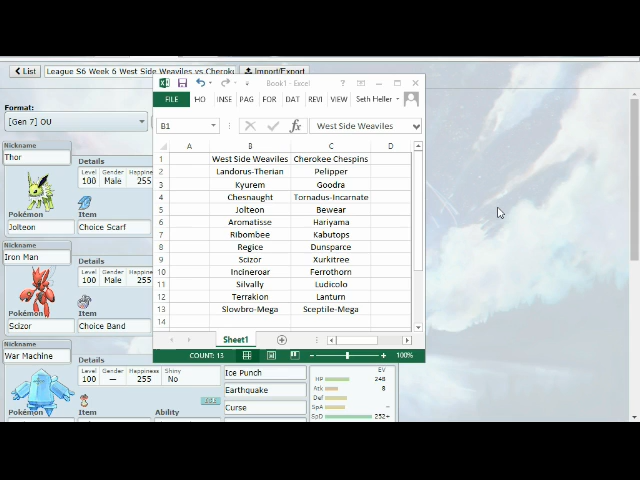 List
League S6 Week 6 West Side Weaviles vs Cherok
Import/Export
Format:
[Gen 7] OU
Nickname
Thor
Details
Level Gender Happine
100 Male 255
Pokémon
Item
Jolteon
Choice Scarf
Nickname
Iron Man
Details
Level Gender Happine
100 Male 255
Pokémon
Item
Scizor
Choice Band
Nickname
War Machine
Details
Level Gender Happiness Shiny
100 — 255 No
Pokémon
Item
Ability
Book1 - Excel
FILE HO INSE PAG FOR DAT REVI VIEW Seth Heller
B1
fx
West Side Weaviles
A B C D
1 West Side Weaviles Cherokee Chespins
2 Landorus-Therian Pelipper
3 Kyurem Goodra
4 Chesnaught Tornadus-Incarnate
5 Jolteon Bewear
6 Aromatisse Hariyama
7 Ribombee Kabutops
8 Regice Dunsparce
9 Scizor Xurkitree
10 Incineroar Ferrothorn
11 Silvally Ludicolo
12 Terrakion Lanturn
13 Slowbro-Mega Sceptile-Mega
14
Sheet1
COUNT: 13
100%
Ice Punch
Earthquake
Curse
EV
HP 248
Atk 8
Def
SpA
SpD 252+